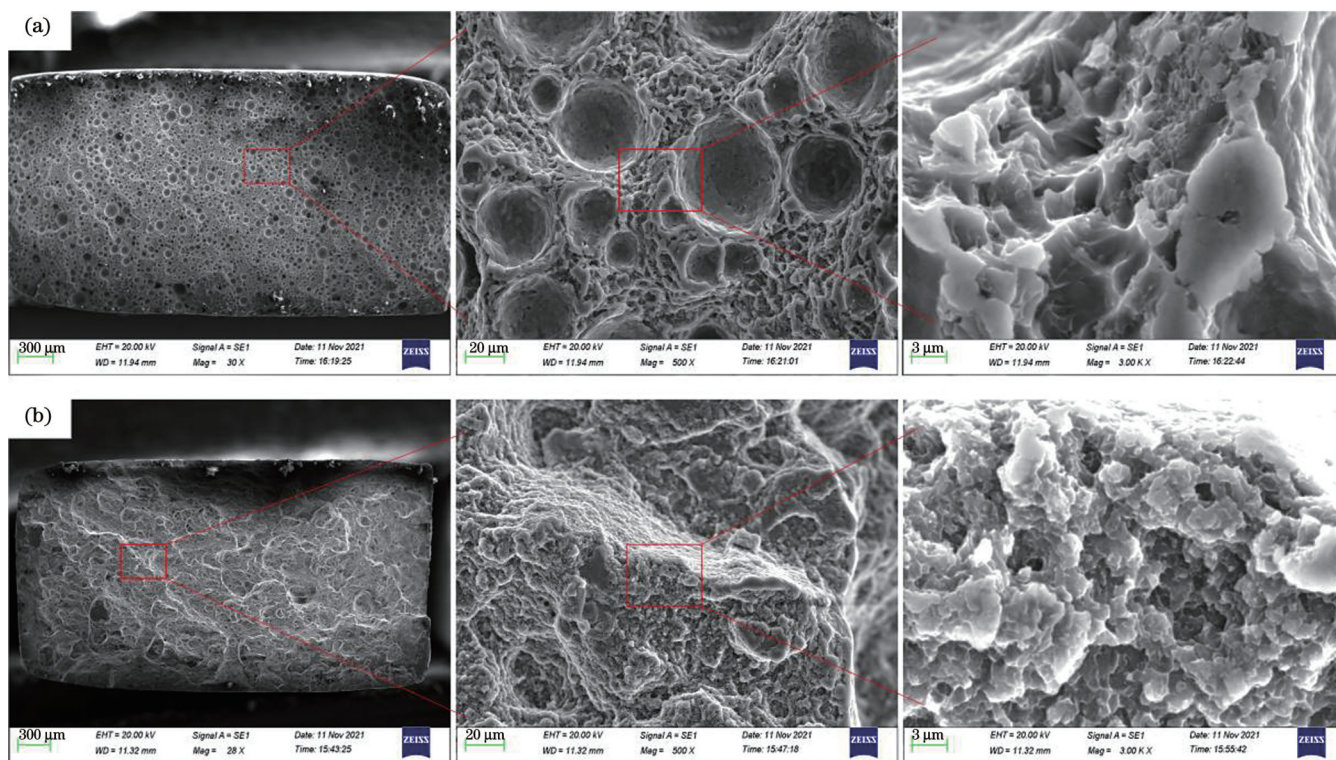 (a)
300 μm
EHT = 20.00 kV Signal A = SE1 Date: 11 Nov 2021
WD = 11.94 mm Mag = 30 X Time: 16:19:25
ZEISS
20 μm
EHT = 20.00 kV Signal A = SE1 Date: 11 Nov 2021
WD = 11.94 mm Mag = 500 X Time: 16:21:01
ZEISS
3 μm
EHT = 20.00 kV Signal A = SE1 Date: 11 Nov 2021
WD = 11.94 mm Mag = 3.00 K X Time: 16:22:44
ZEISS
(b)
300 μm
EHT = 20.00 kV Signal A = SE1 Date: 11 Nov 2021
WD = 11.32 mm Mag = 28 X Time: 15:43:25
ZEISS
20 μm
EHT = 20.00 kV Signal A = SE1 Date: 11 Nov 2021
WD = 11.32 mm Mag = 500 X Time: 15:47:18
ZEISS
3 μm
EHT = 20.00 kV Signal A = SE1 Date: 11 Nov 2021
WD = 11.32 mm Mag = 3.00 K X Time: 15:55:42
ZEISS